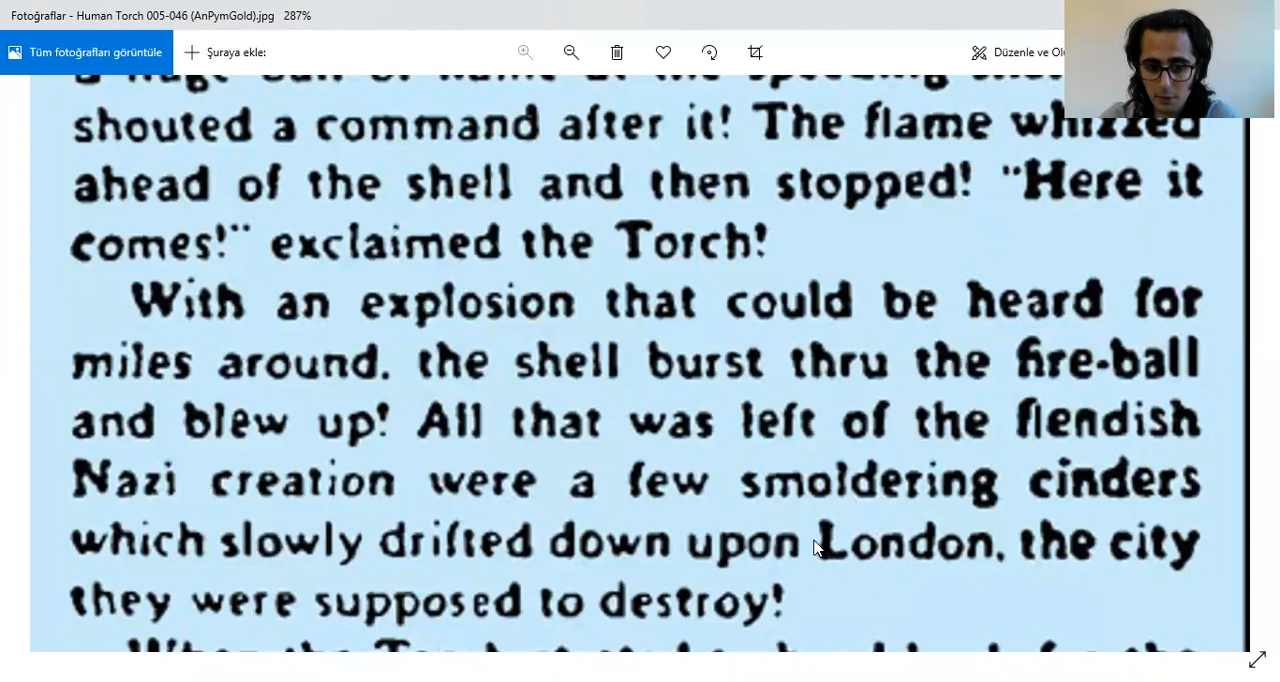 Fotoğraflar - Human Torch 005-046 (AnPymGold).jpg 287%
Tüm fotoğrafları görüntüle Şuraya ekle: Düzenle ve
shouted a command after it! The flame whizzed
ahead of the shell and then stopped! "Here it
comes!" exclaimed the Torch!
With an explosion that could be heard for
miles around, the shell burst thru the fire-ball
and blew up! All that was left of the fiendish
Nazi creation were a few smoldering cinders
which slowly drifted down upon London, the city
they were supposed to destroy!